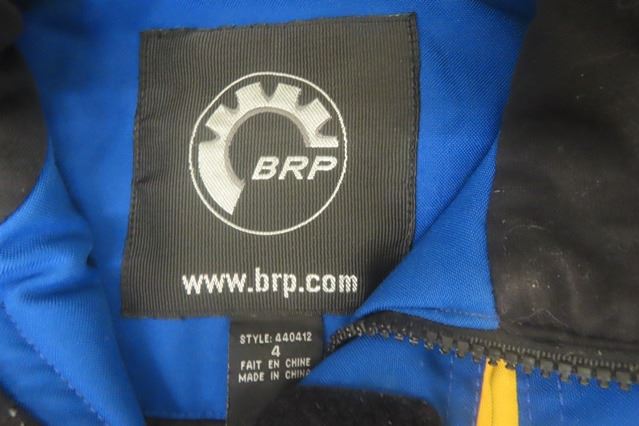 BRP
www.brp.com
STYLE: 440412
4
FAIT EN CHINE
MADE IN CHINA